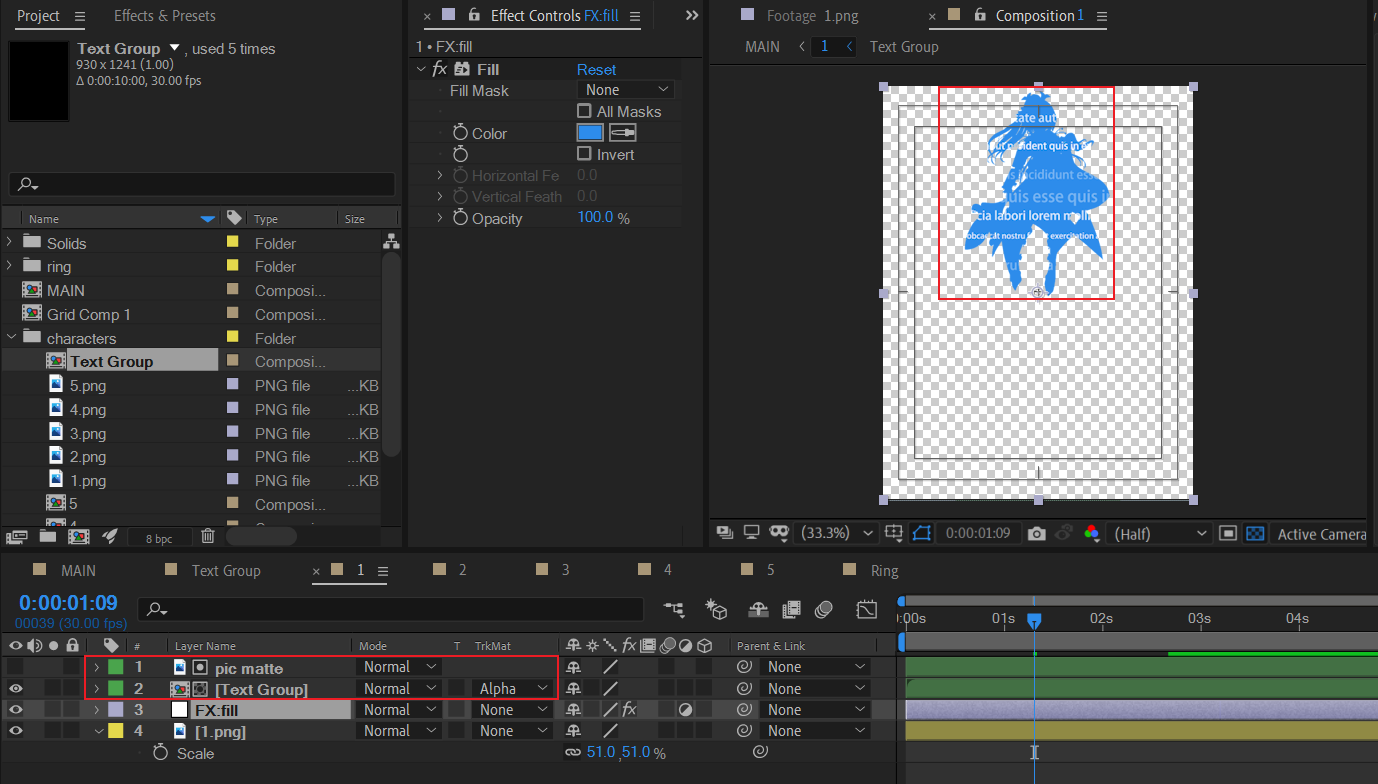 Project
Effects & Presets
Text Group , used 5 times
930 x 1241 (1.00)
Δ 0:00:10:00, 30.00 fps
Name Type Size
Solids Folder
ring Folder
MAIN Composi...
Grid Comp 1 Composi...
characters Folder
Text Group Composi...
5.png PNG file ...KB
4.png PNG file ...KB
3.png PNG file ...KB
2.png PNG file ...KB
1.png PNG file ...KB
5 Composi...
8 bpc
× Effect Controls FX:fill
1 • FX:fill
fx Fill Reset
Fill Mask None
All Masks
Color
Invert
Horizontal Fe 0.0
Vertical Feath 0.0
Opacity 100.0 %
Footage 1.png
× Composition 1
MAIN < 1 < Text Group
tate aut
quis in
quis esse quis
cia labori lorem
exercitation
(33.3%) 0:00:01:09 (Half) Active Camera
MAIN Text Group × 1 2 3 4 5 Ring
0:00:01:09
00039 (30.00 fps)
:00s 01s 02s 03s 04s
# Layer Name Mode T TrkMat fx Parent & Link
1 pic matte Normal None
2 [Text Group] Normal Alpha None
3 FX:fill Normal None fx None
4 [1.png] Normal None None
Scale 51.0 ,51.0 %